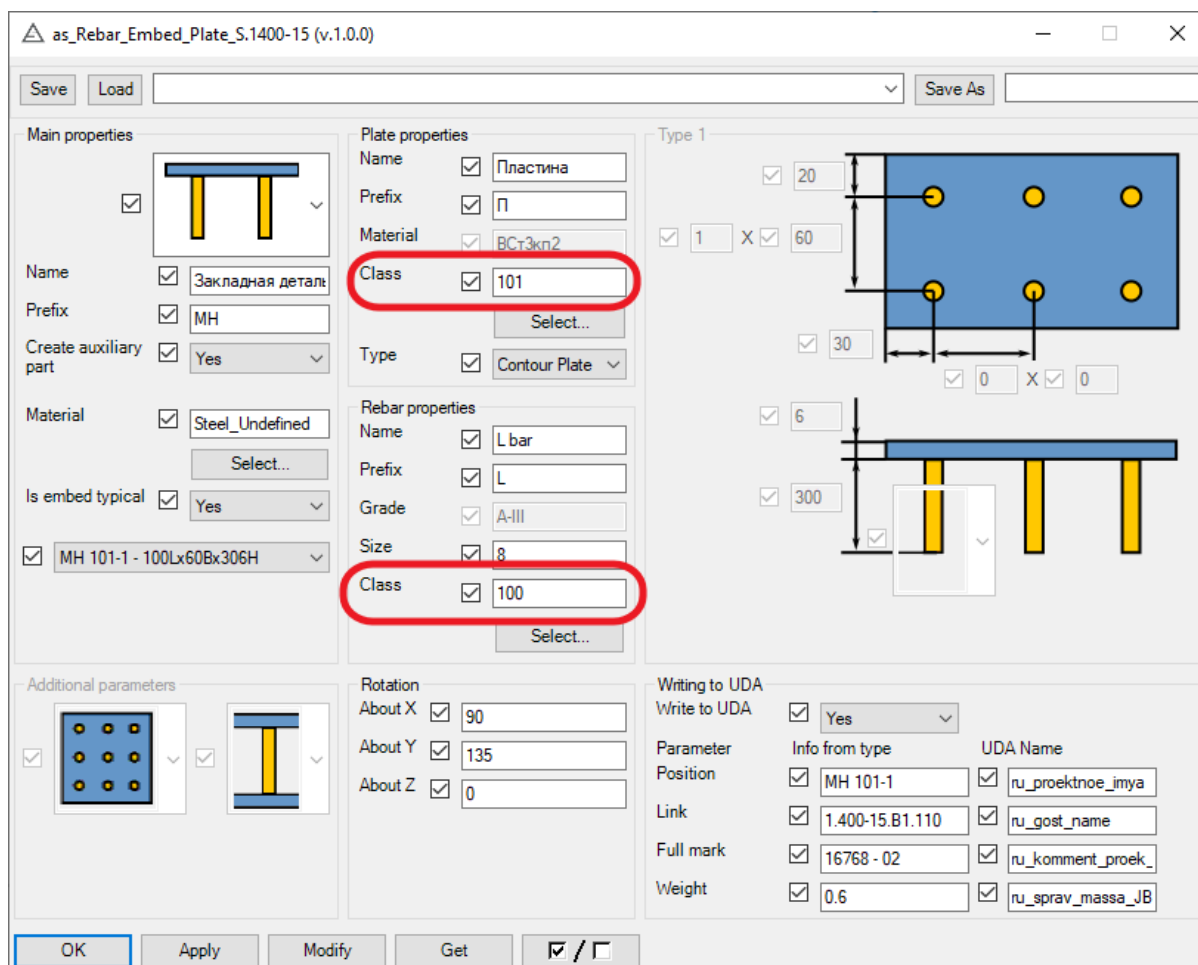 as_Rebar_Embed_Plate_S.1400-15 (v.1.0.0)
Save Load Save As
Main properties
Name Закладная деталь
Prefix МН
Create auxiliary part Yes
Material Steel_Undefined
Select...
Is embed typical Yes
МН 101-1 - 100Lx60Bx306H
Plate properties
Name Пластина
Prefix П
Material ВСт3кп2
Class 101
Select...
Type Contour Plate
Rebar properties
Name L bar
Prefix L
Grade A-III
Size 8
Class 100
Select...
Type 1
20
1 X 60
30
0 X 0
6
300
Additional parameters
Rotation
About X 90
About Y 135
About Z 0
Writing to UDA
Write to UDA Yes
Parameter Info from type UDA Name
Position МН 101-1 ru_proektnoe_imya
Link 1.400-15.В1.110 ru_gost_name
Full mark 16768 - 02 ru_komment_proek_
Weight 0.6 ru_sprav_massa_JB
OK Apply Modify Get /